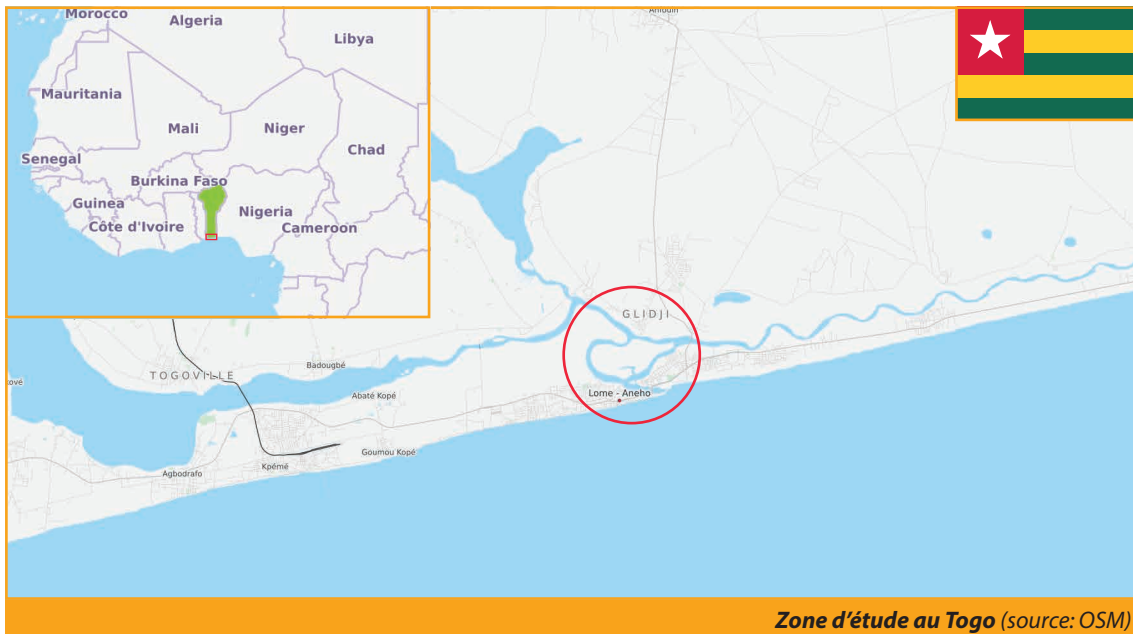 Morocco
Algeria
Libya
Mauritania
Mali
Niger
Chad
Senegal
Burkina Faso
Guinea
Nigeria
Côte d'Ivoire
Cameroon
Anfouin
GLIDJI
Badougbé
TOGOVILLE
Lome - Aneho
Abaté Kopé
Goumou Kopé
Kpémé
Agbodrafo
Zone d'étude au Togo (source: OSM)